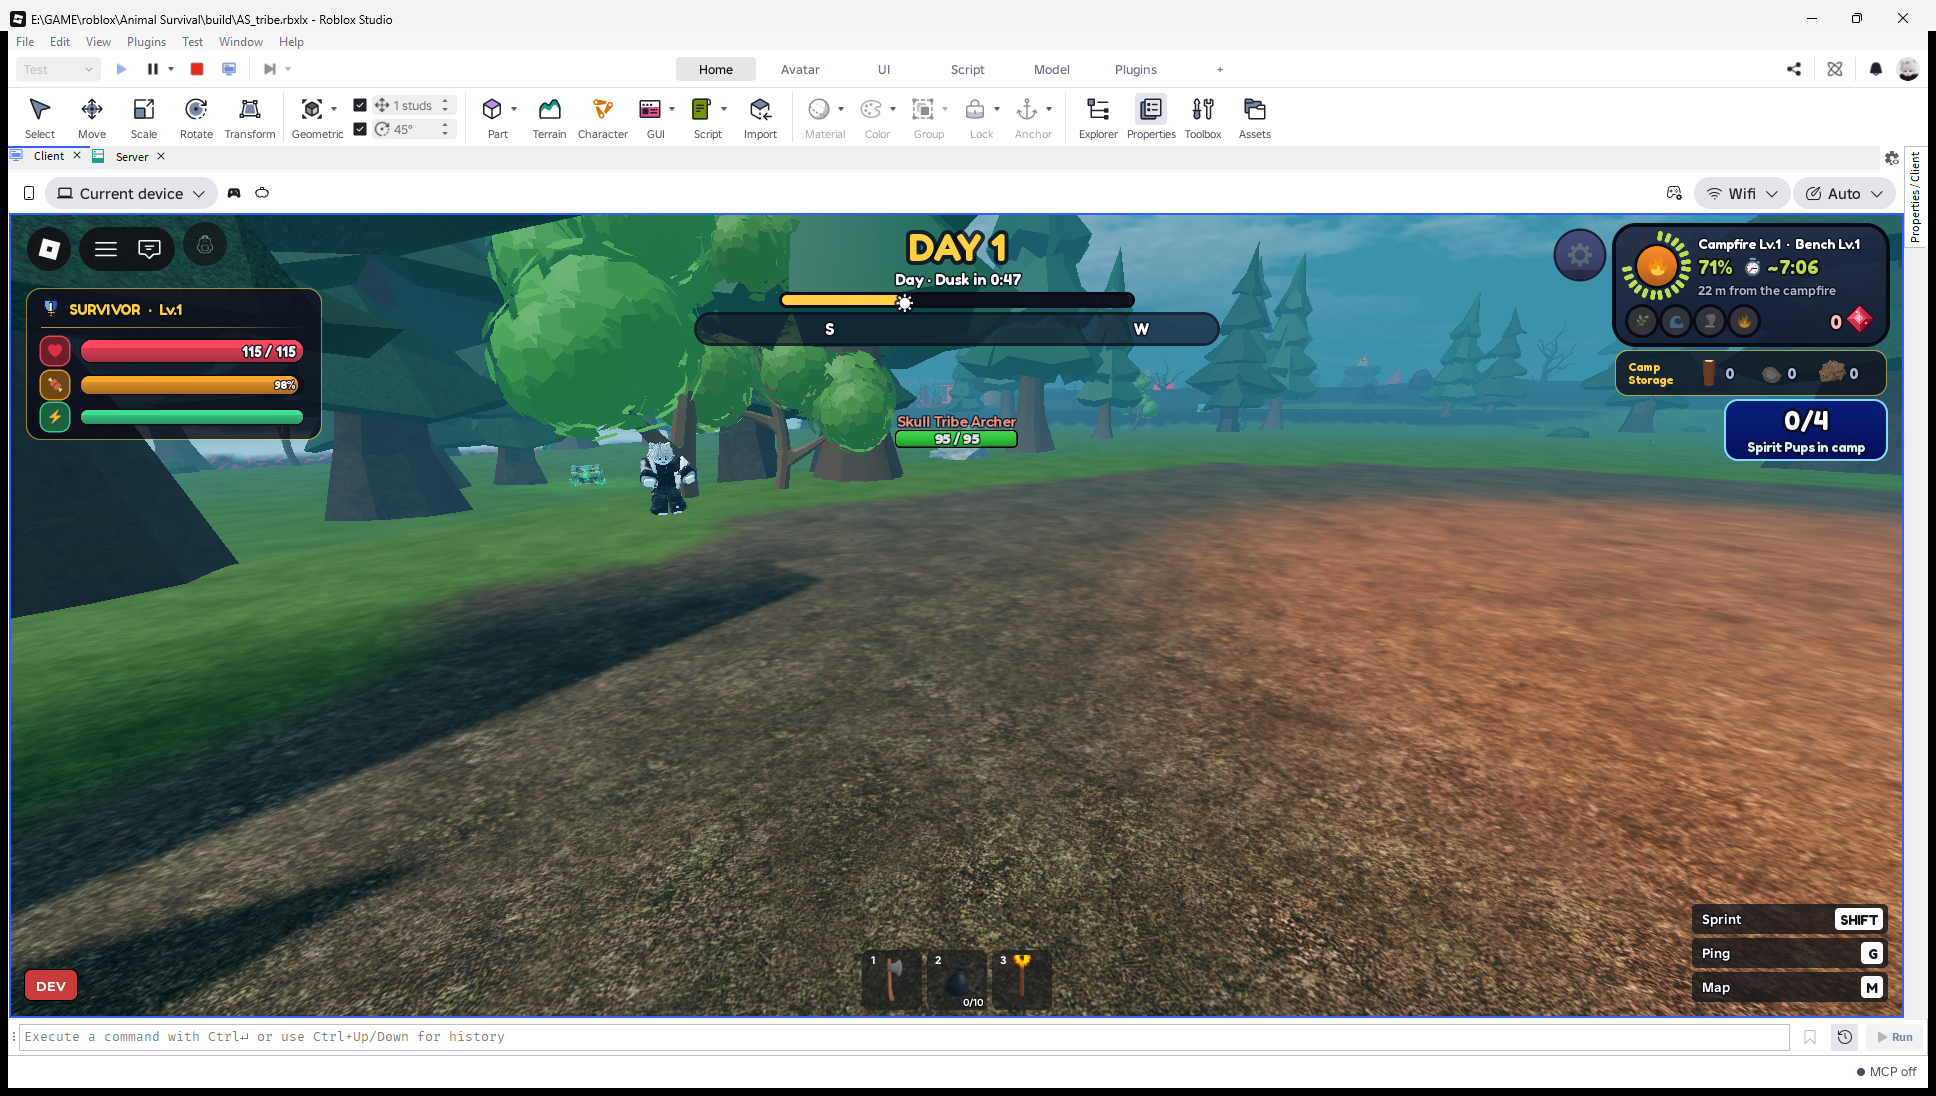 E:\GAME\roblox\Animal Survival\build\AS_tribe.rbxlx - Roblox Studio
File Edit View Plugins Test Window Help
Test Home Avatar UI Script Model Plugins +
1 studs
45°
Select Move Scale Rotate Transform Geometric Part Terrain Character GUI Script Import Material Color Group Lock Anchor Explorer Properties Toolbox Assets
Client Server
Properties / Client
Current device Wifi Auto
DAY 1
Day · Dusk in 0:47
S W
SURVIVOR · Lv.1
115 / 115
98%
Campfire Lv.1 · Bench Lv.1
71% ~7:06
22 m from the campfire
0
Camp Storage 0 0 0
0/4
Spirit Pups in camp
Skull Tribe Archer
95 / 95
Sprint SHIFT
Ping G
Map M
DEV
1 2 3
0/10
Execute a command with Ctrl↵ or use Ctrl+Up/Down for history
Run
MCP off